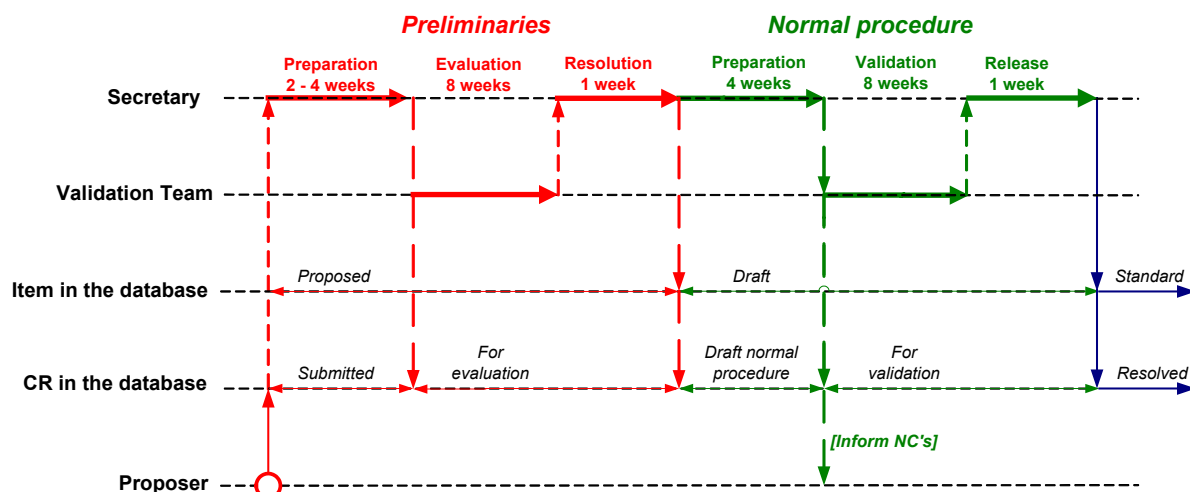 Preliminaries
Normal procedure
Preparation
2 - 4 weeks
Evaluation
8 weeks
Resolution
1 week
Preparation
4 weeks
Validation
8 weeks
Release
1 week
Secretary
Validation Team
Proposed
Draft
Standard
Item in the database
For
evaluation
Draft normal
procedure
For
validation
Submitted
Resolved
CR in the database
[Inform NC's]
Proposer